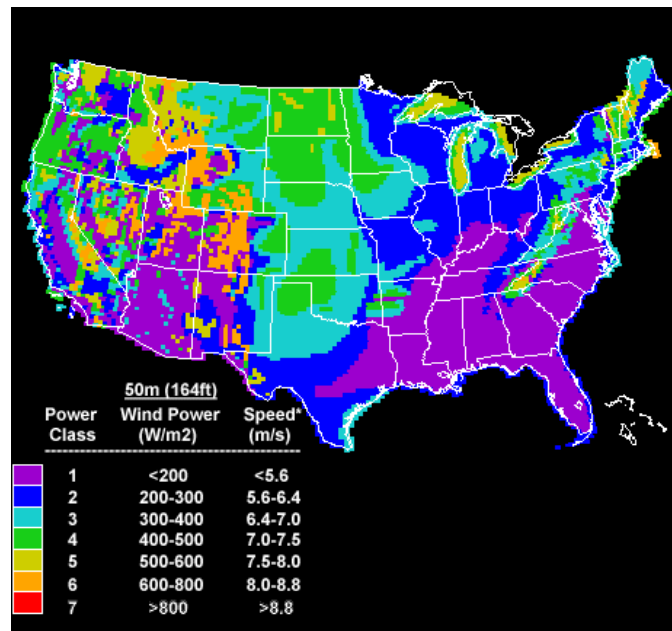 50m (164ft)
Power Wind Power Speed*
Class (W/m2) (m/s)
1 <200 <5.6
2 200-300 5.6-6.4
3 300-400 6.4-7.0
4 400-500 7.0-7.5
5 500-600 7.5-8.0
6 600-800 8.0-8.8
7 >800 >8.8